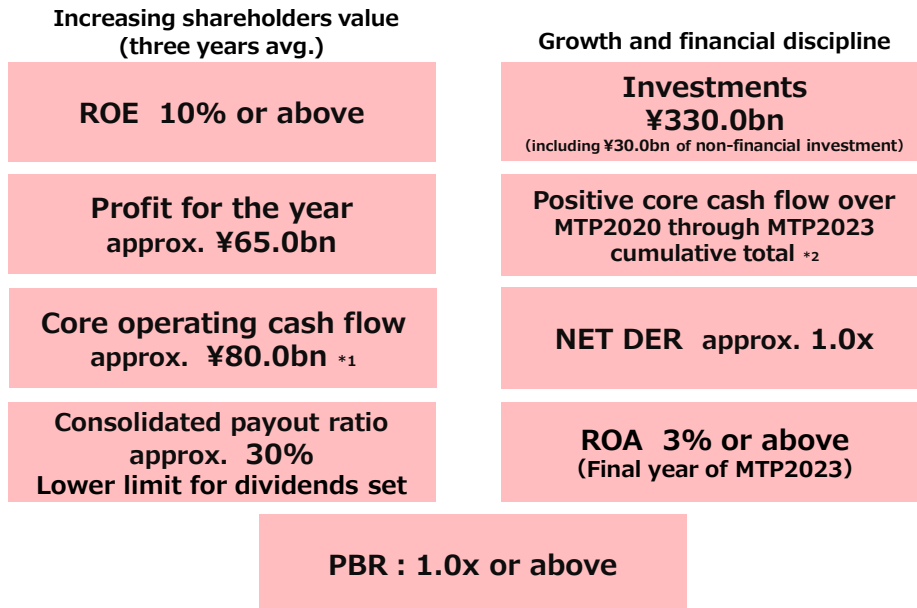 Increasing shareholders value
(three years avg.)
ROE 10% or above
Profit for the year
approx. ¥65.0bn
Core operating cash flow
approx. ¥80.0bn *1
Consolidated payout ratio
approx. 30%
Lower limit for dividends set
Growth and financial discipline
Investments
¥330.0bn
(including ¥30.0bn of non-financial investment)
Positive core cash flow over
MTP2020 through MTP2023
cumulative total *2
NET DER approx. 1.0x
ROA 3% or above
(Final year of MTP2023)
PBR : 1.0x or above